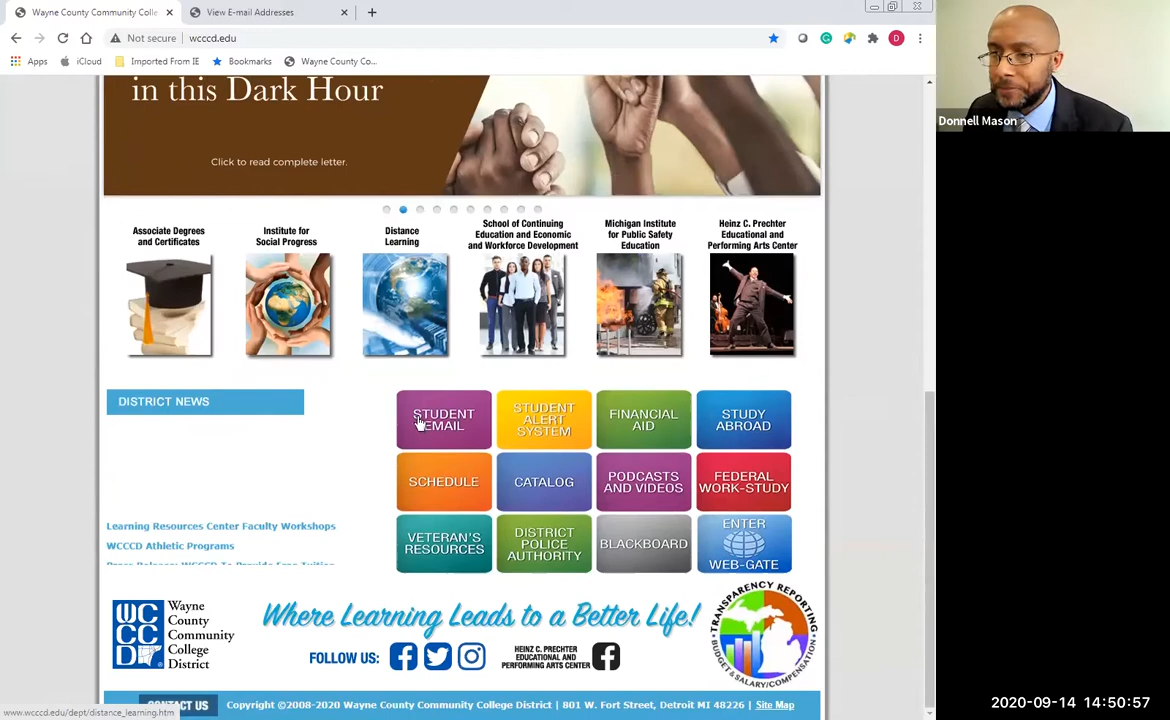 Wayne County Community Colle
View E-mail Addresses
Not secure
wcccd.edu
D
Apps
iCloud
Imported From IE
Bookmarks
Wayne County Co...
in this Dark Hour
Click to read complete letter.
Donnell Mason
Associate Degrees
and Certificates
Institute for
Social Progress
Distance
Learning
School of Continuing
Education and Economic
and Workforce Development
Michigan Institute
for Public Safety
Education
Heinz C. Prechter
Educational and
Performing Arts Center
DISTRICT NEWS
STUDENT
EMAIL
STUDENT
ALERT
SYSTEM
FINANCIAL
AID
STUDY
ABROAD
SCHEDULE
CATALOG
PODCASTS
AND VIDEOS
FEDERAL
WORK-STUDY
Learning Resources Center Faculty Workshops
WCCCD Athletic Programs
Press Release: WCCCD To Provide Free Tuition
VETERAN'S
RESOURCES
DISTRICT
POLICE
AUTHORITY
BLACKBOARD
ENTER
WEB-GATE
WCCCD
Wayne
County
Community
College
District
Where Learning Leads to a Better Life!
FOLLOW US:
HEINZ C. PRECHTER
EDUCATIONAL AND
PERFORMING ARTS CENTER
TRANSPARENCY REPORTING
BUDGET & SALARY/COMPENSATION
CONTACT US
Copyright ©2008-2020 Wayne County Community College District | 801 W. Fort Street, Detroit MI 48226 | Site Map
www.wcccd.edu/dept/distance_learning.htm
2020-09-14 14:50:57